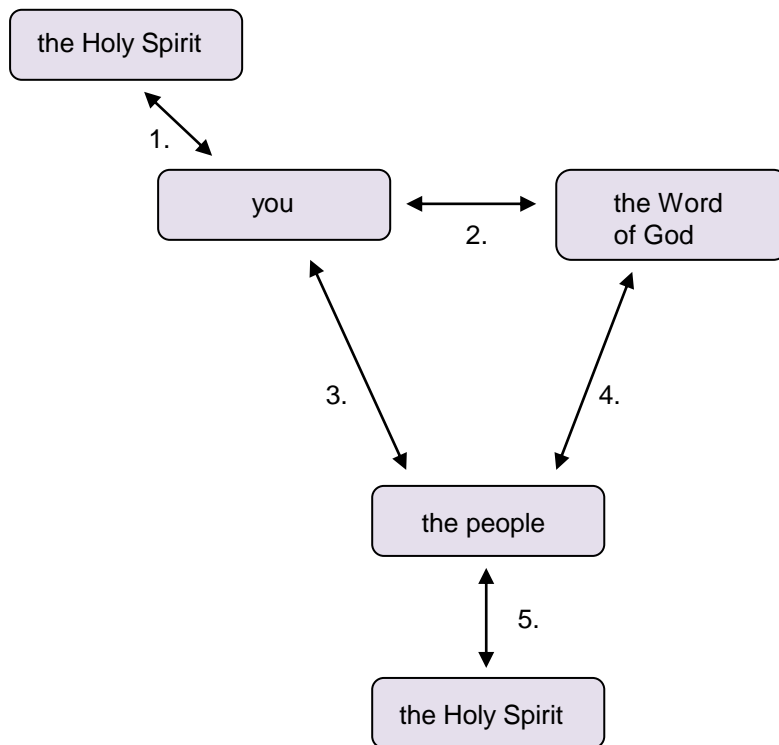 the Holy Spirit
1.
you
2.
the Word
of God
3.
4.
the people
5.
the Holy Spirit